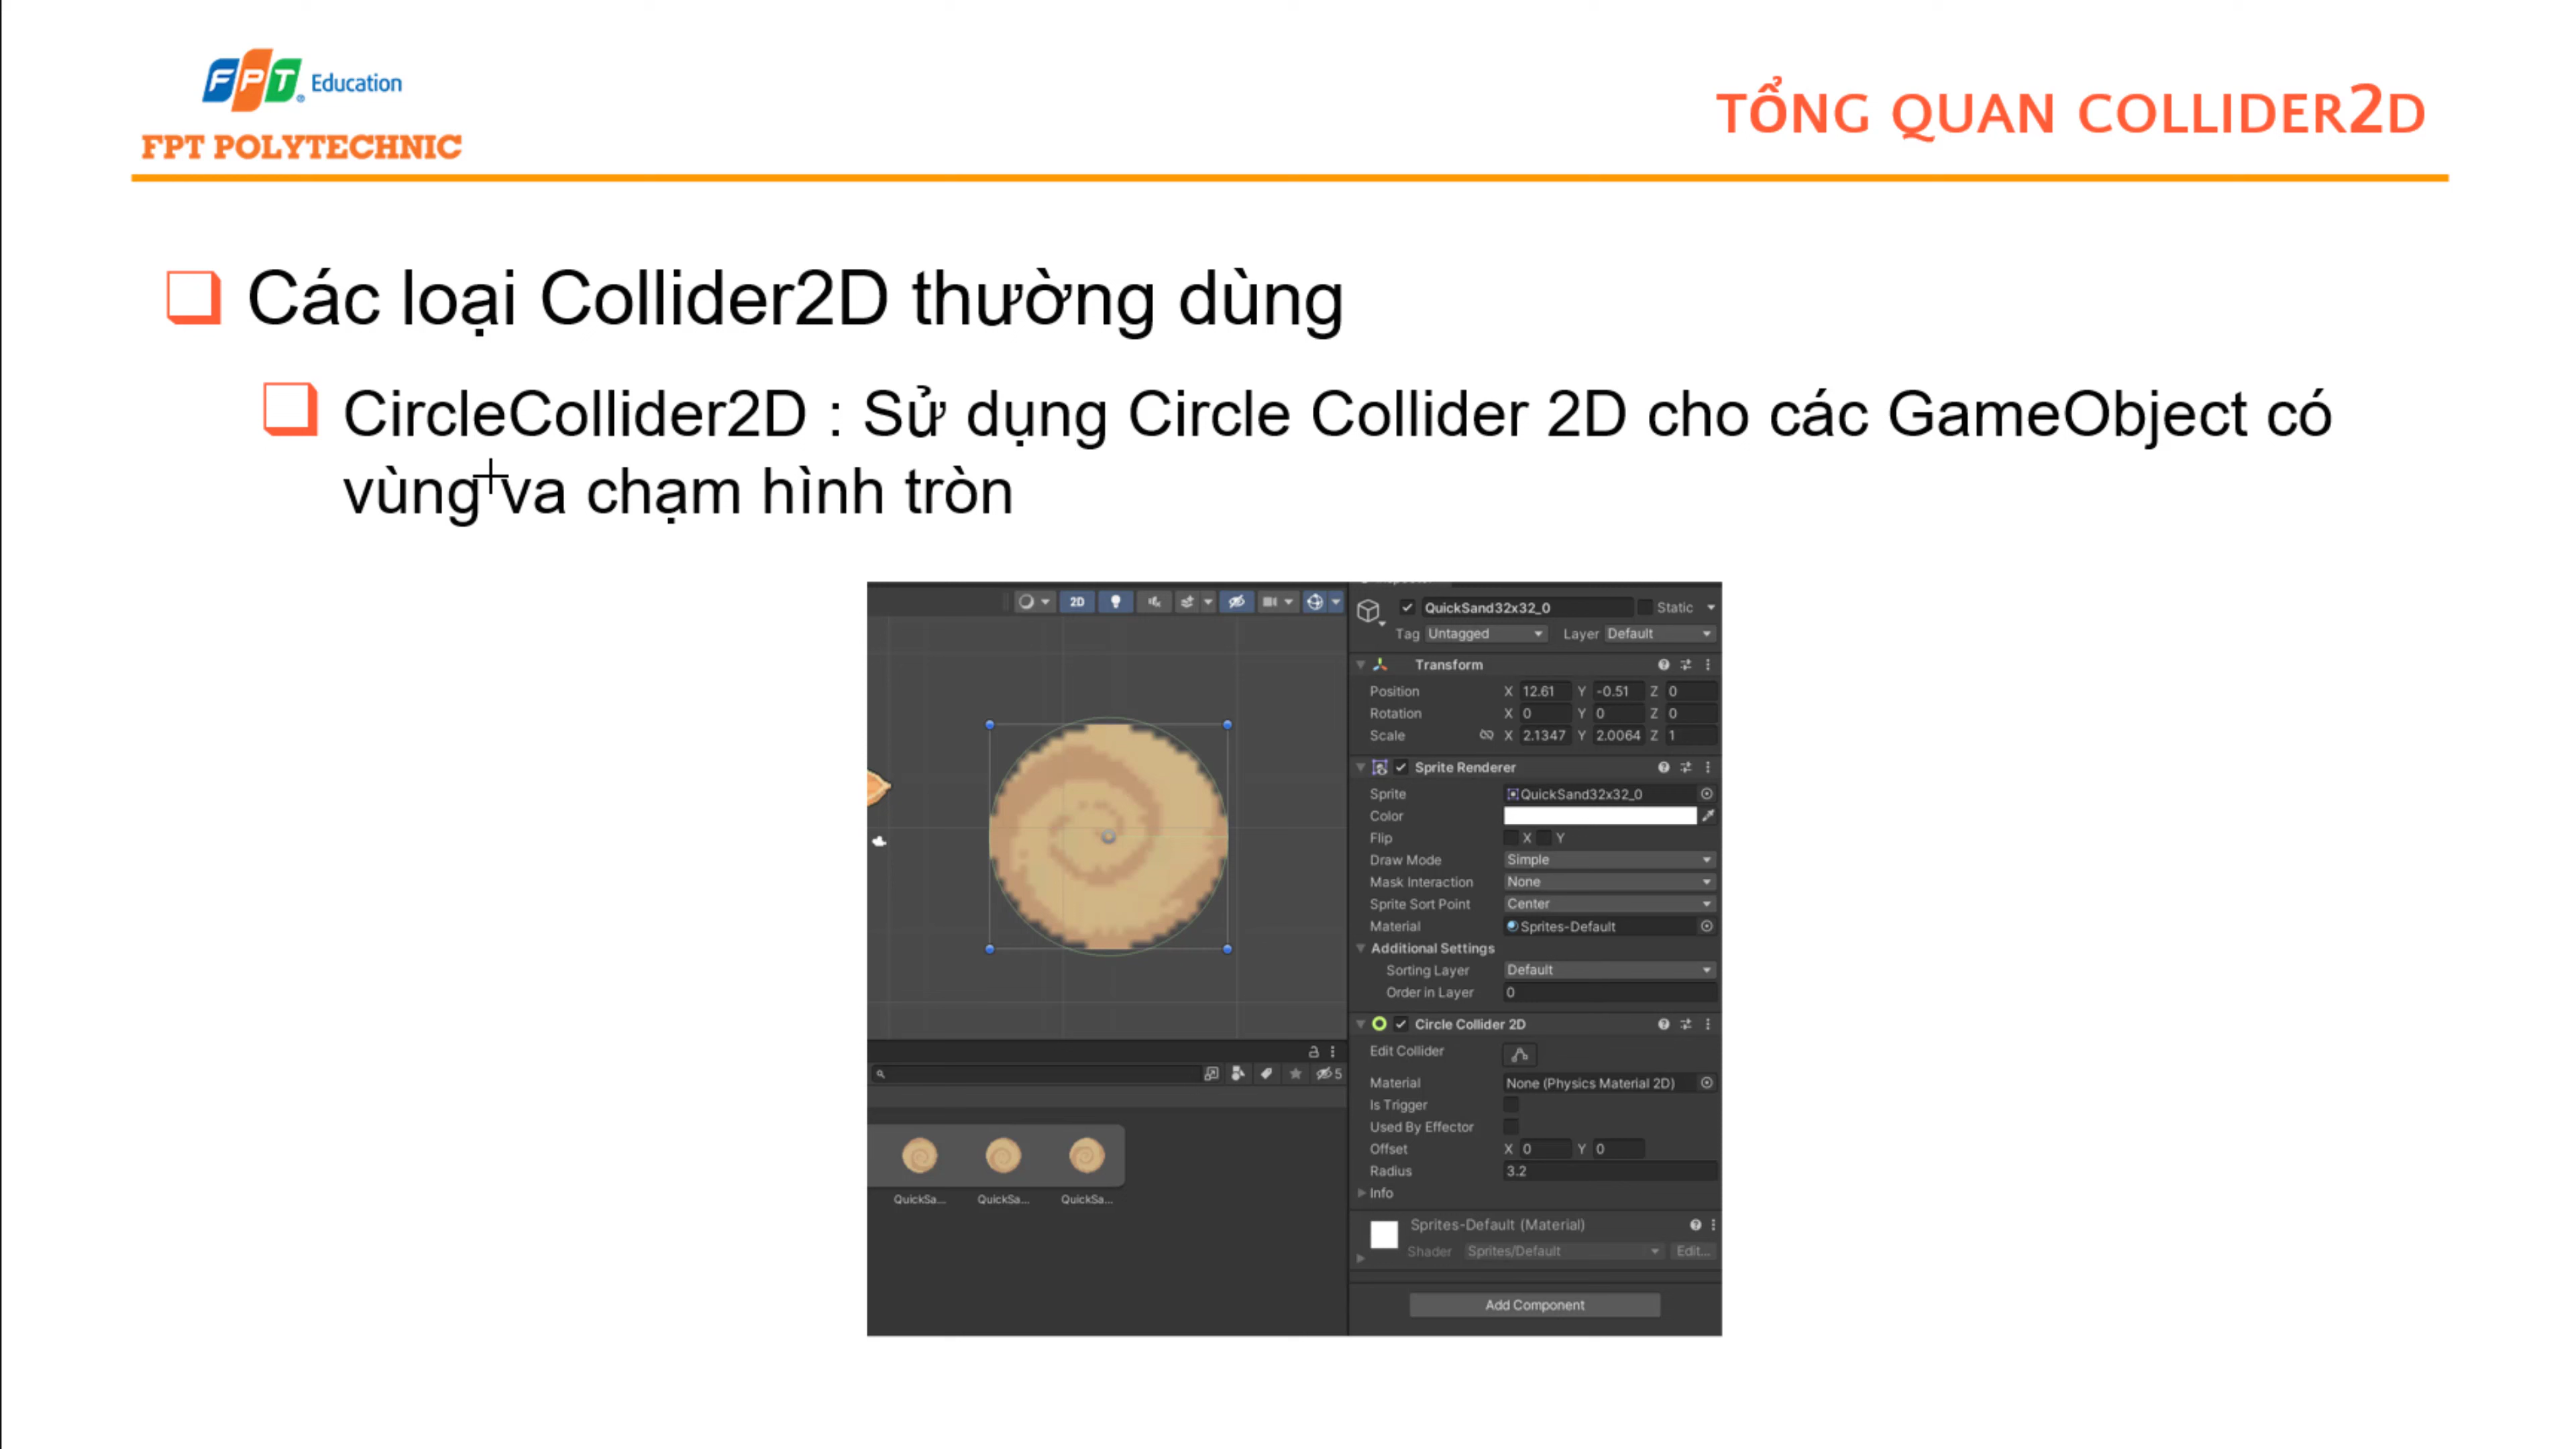 FPT Education
FPT POLYTECHNIC
TỔNG QUAN COLLIDER2D
Các loại Collider2D thường dùng
CircleCollider2D : Sử dụng Circle Collider 2D cho các GameObject có
vùng va chạm hình tròn
2D
QuickSand32x32_0 Static
Tag Untagged Layer Default
Transform
Position X 12.61 Y -0.51 Z 0
Rotation X 0 Y 0 Z 0
Scale X 2.1347 Y 2.0064 Z 1
Sprite Renderer
Sprite QuickSand32x32_0
Color
Flip X Y
Draw Mode Simple
Mask Interaction None
Sprite Sort Point Center
Material Sprites-Default
Additional Settings
Sorting Layer Default
Order in Layer 0
Circle Collider 2D
Edit Collider
Material None (Physics Material 2D)
Is Trigger
Used By Effector
Offset X 0 Y 0
Radius 3.2
Info
Sprites-Default (Material)
Shader Sprites/Default Edit...
Add Component
5
QuickSa... QuickSa... QuickSa...